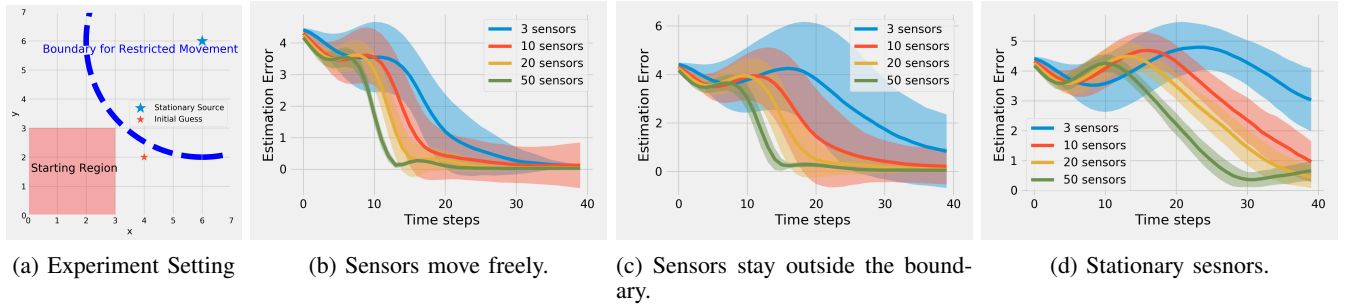 7
6
5
4
3
2
1
0
y
0 1 2 3 4 5 6 7
x
Boundary for Restricted Movement
Stationary Source
Initial Guess
Starting Region
(a) Experiment Setting
Estimation Error
4
3
2
1
0
0 10 20 30 40
Time steps
3 sensors
10 sensors
20 sensors
50 sensors
(b) Sensors move freely.
Estimation Error
6
4
2
0
0 10 20 30 40
Time steps
3 sensors
10 sensors
20 sensors
50 sensors
(c) Sensors stay outside the bound-
ary.
Estimation Error
5
4
3
2
1
0
0 10 20 30 40
Time steps
3 sensors
10 sensors
20 sensors
50 sensors
(d) Stationary sesnors.